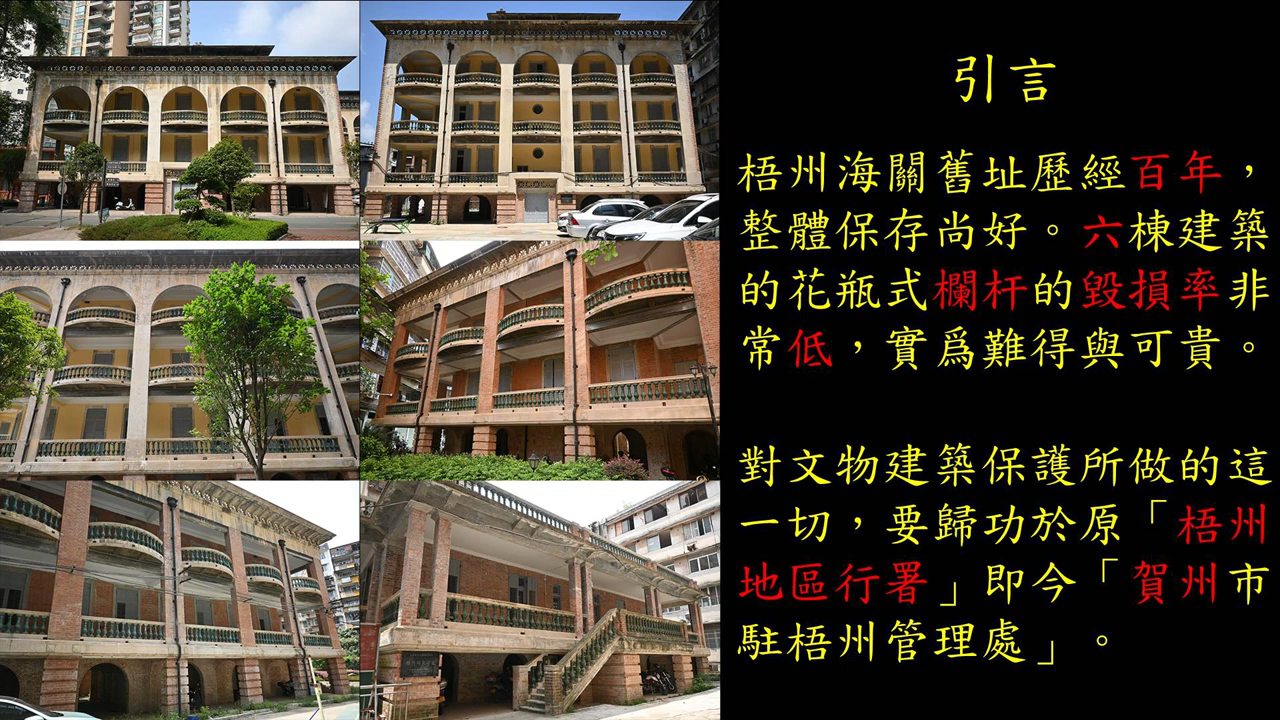 引言
梧州海關舊址歷經百年，
整體保存尚好。六棟建築
的花瓶式欄杆的毀損率非
常低，實爲難得與可貴。
對文物建築保護所做的這
一切，要歸功於原「梧州
地區行署」即今「賀州市
駐梧州管理處」。